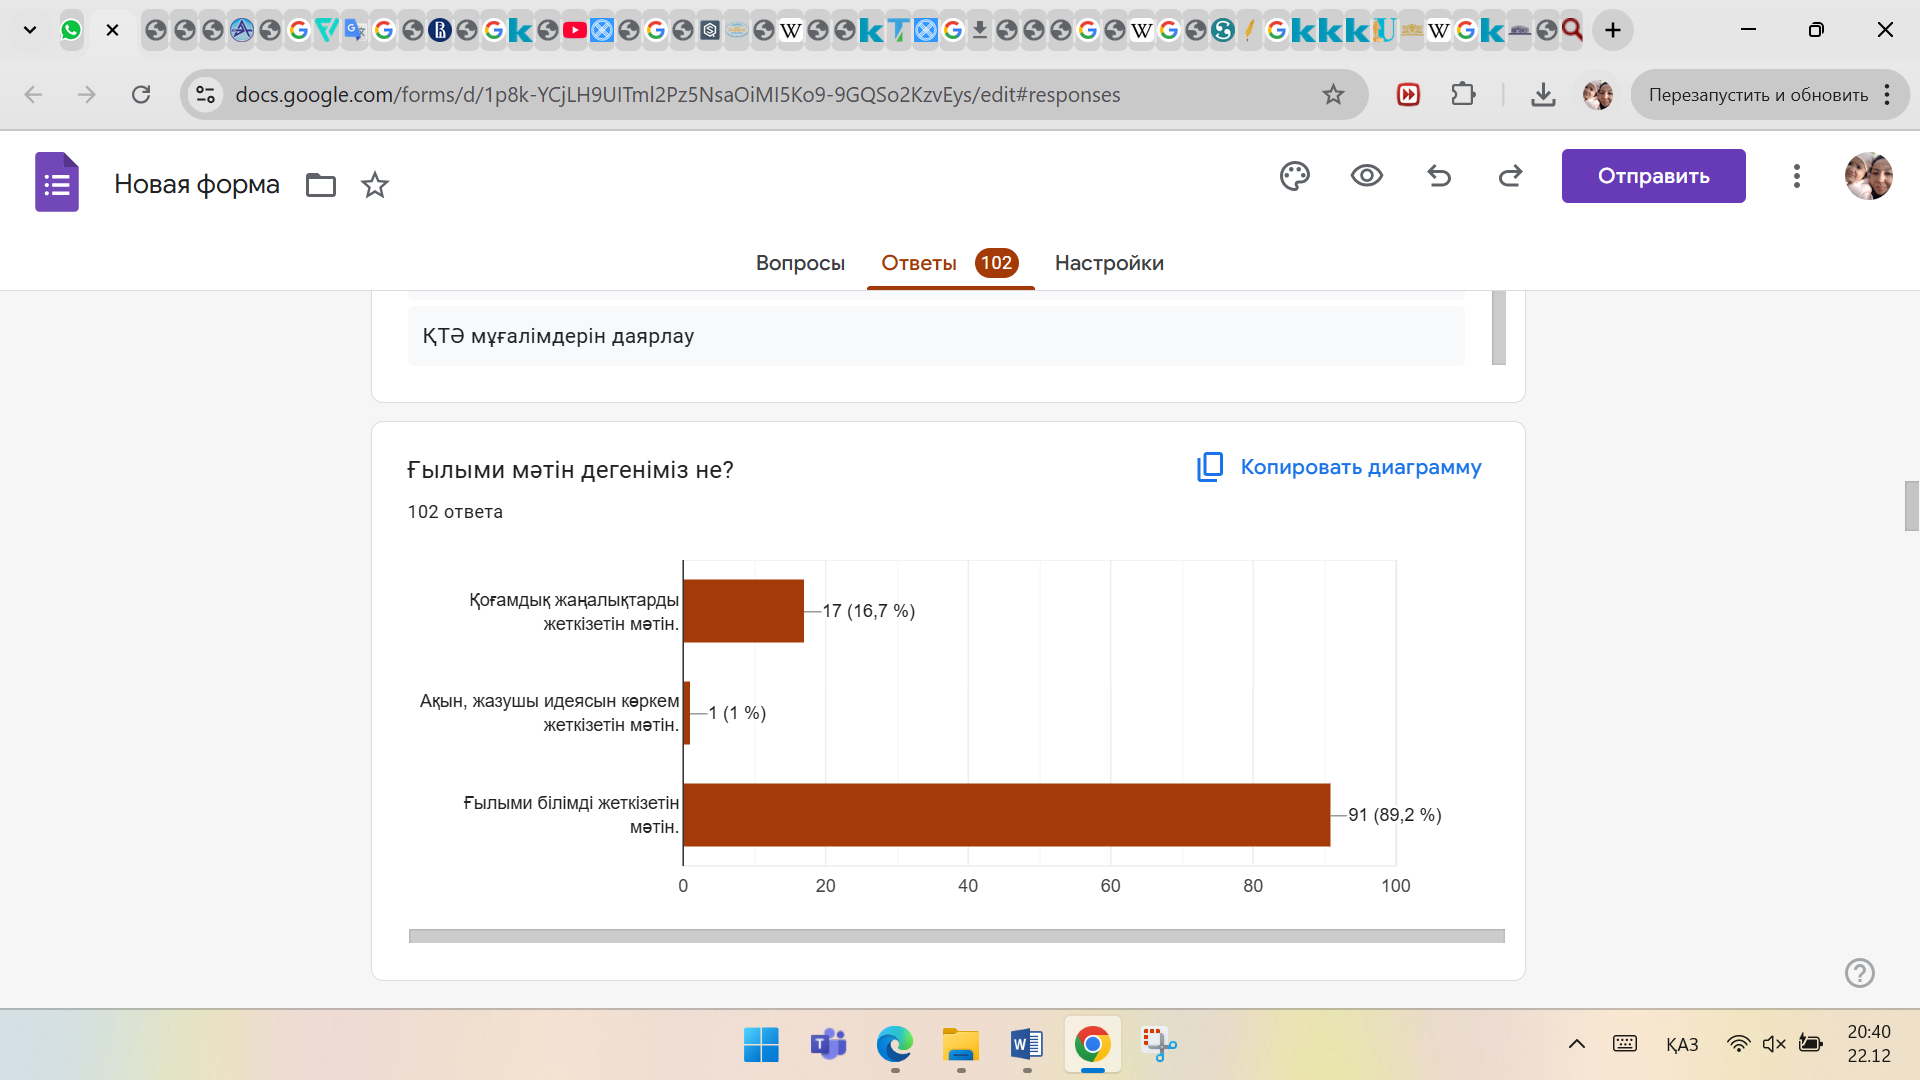 docs.google.com/forms/d/1p8k-YCjLH9UITml2Pz5NsaOiMI5Ko9-9GQSo2KzvEys/edit#responses
Перезапустить и обновить
Новая форма
Отправить
Вопросы
Ответы 102
Настройки
ҚТӘ мұғалімдерін даярлау
Ғылыми мәтін дегеніміз не?
Копировать диаграмму
102 ответа
Қоғамдық жаңалықтарды
жеткізетін мәтін.
17 (16,7 %)
Ақын, жазушы идеясын көркем
жеткізетін мәтін.
1 (1 %)
Ғылыми білімді жеткізетін
мәтін.
91 (89,2 %)
0 20 40 60 80 100
ҚАЗ
20:40
22.12